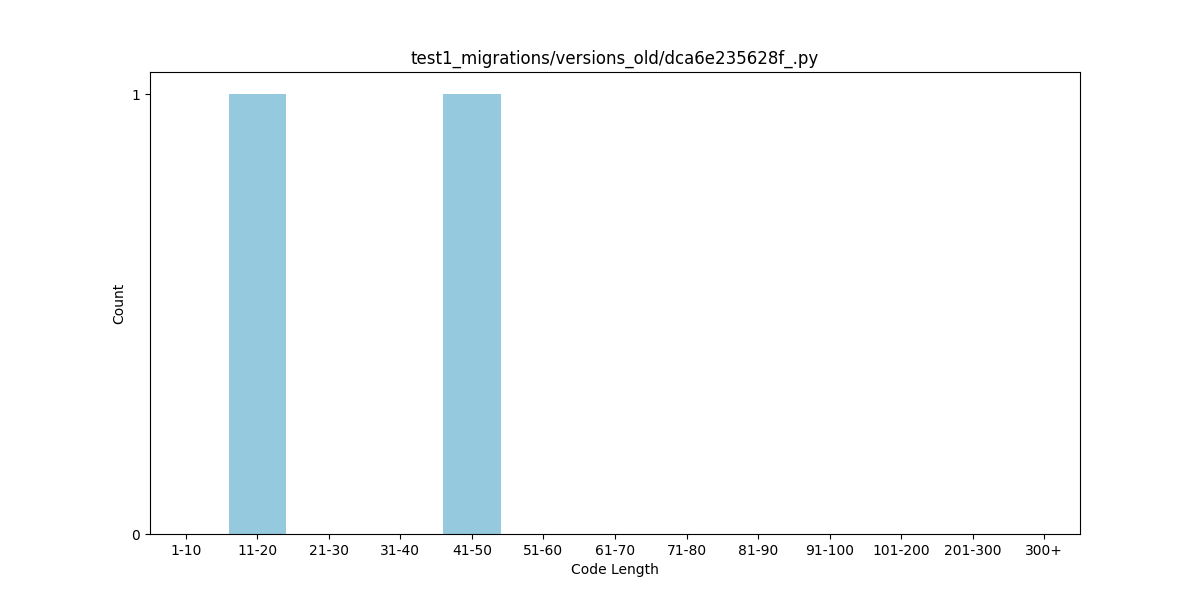 test1_migrations/versions_old/dca6e235628f_.py
1
Count
0
1-10 11-20 21-30 31-40 41-50 51-60 61-70 71-80 81-90 91-100 101-200 201-300 300+
Code Length